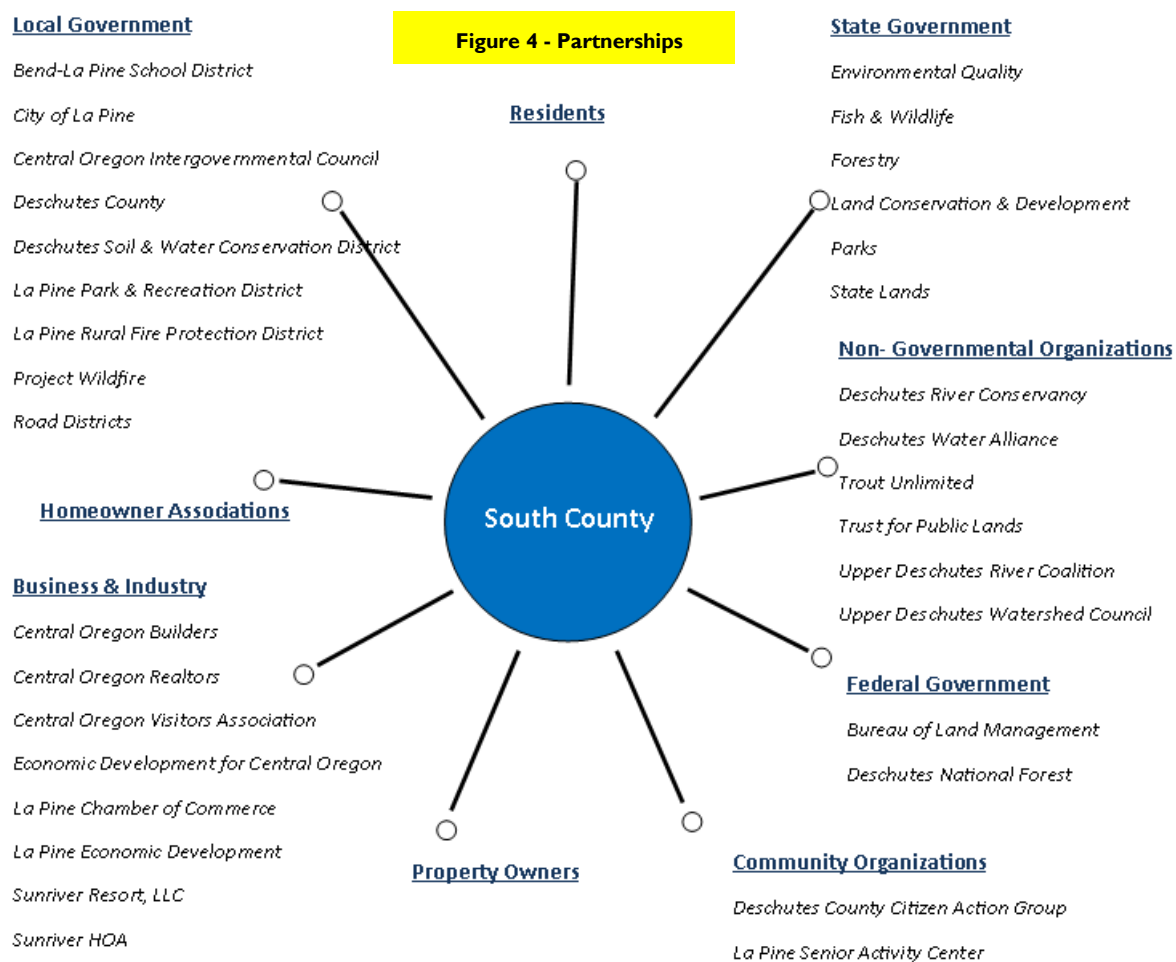 Figure 4 - Partnerships
Local Government
Bend-La Pine School District
City of La Pine
Central Oregon Intergovernmental Council
Deschutes County
Deschutes Soil & Water Conservation District
La Pine Park & Recreation District
La Pine Rural Fire Protection District
Project Wildfire
Road Districts
Residents
State Government
Environmental Quality
Fish & Wildlife
Forestry
Land Conservation & Development
Parks
State Lands
Non- Governmental Organizations
Deschutes River Conservancy
Deschutes Water Alliance
Trout Unlimited
Trust for Public Lands
Upper Deschutes River Coalition
Upper Deschutes Watershed Council
South County
Homeowner Associations
Business & Industry
Central Oregon Builders
Central Oregon Realtors
Central Oregon Visitors Association
Economic Development for Central Oregon
La Pine Chamber of Commerce
La Pine Economic Development
Sunriver Resort, LLC
Sunriver HOA
Property Owners
Federal Government
Bureau of Land Management
Deschutes National Forest
Community Organizations
Deschutes County Citizen Action Group
La Pine Senior Activity Center